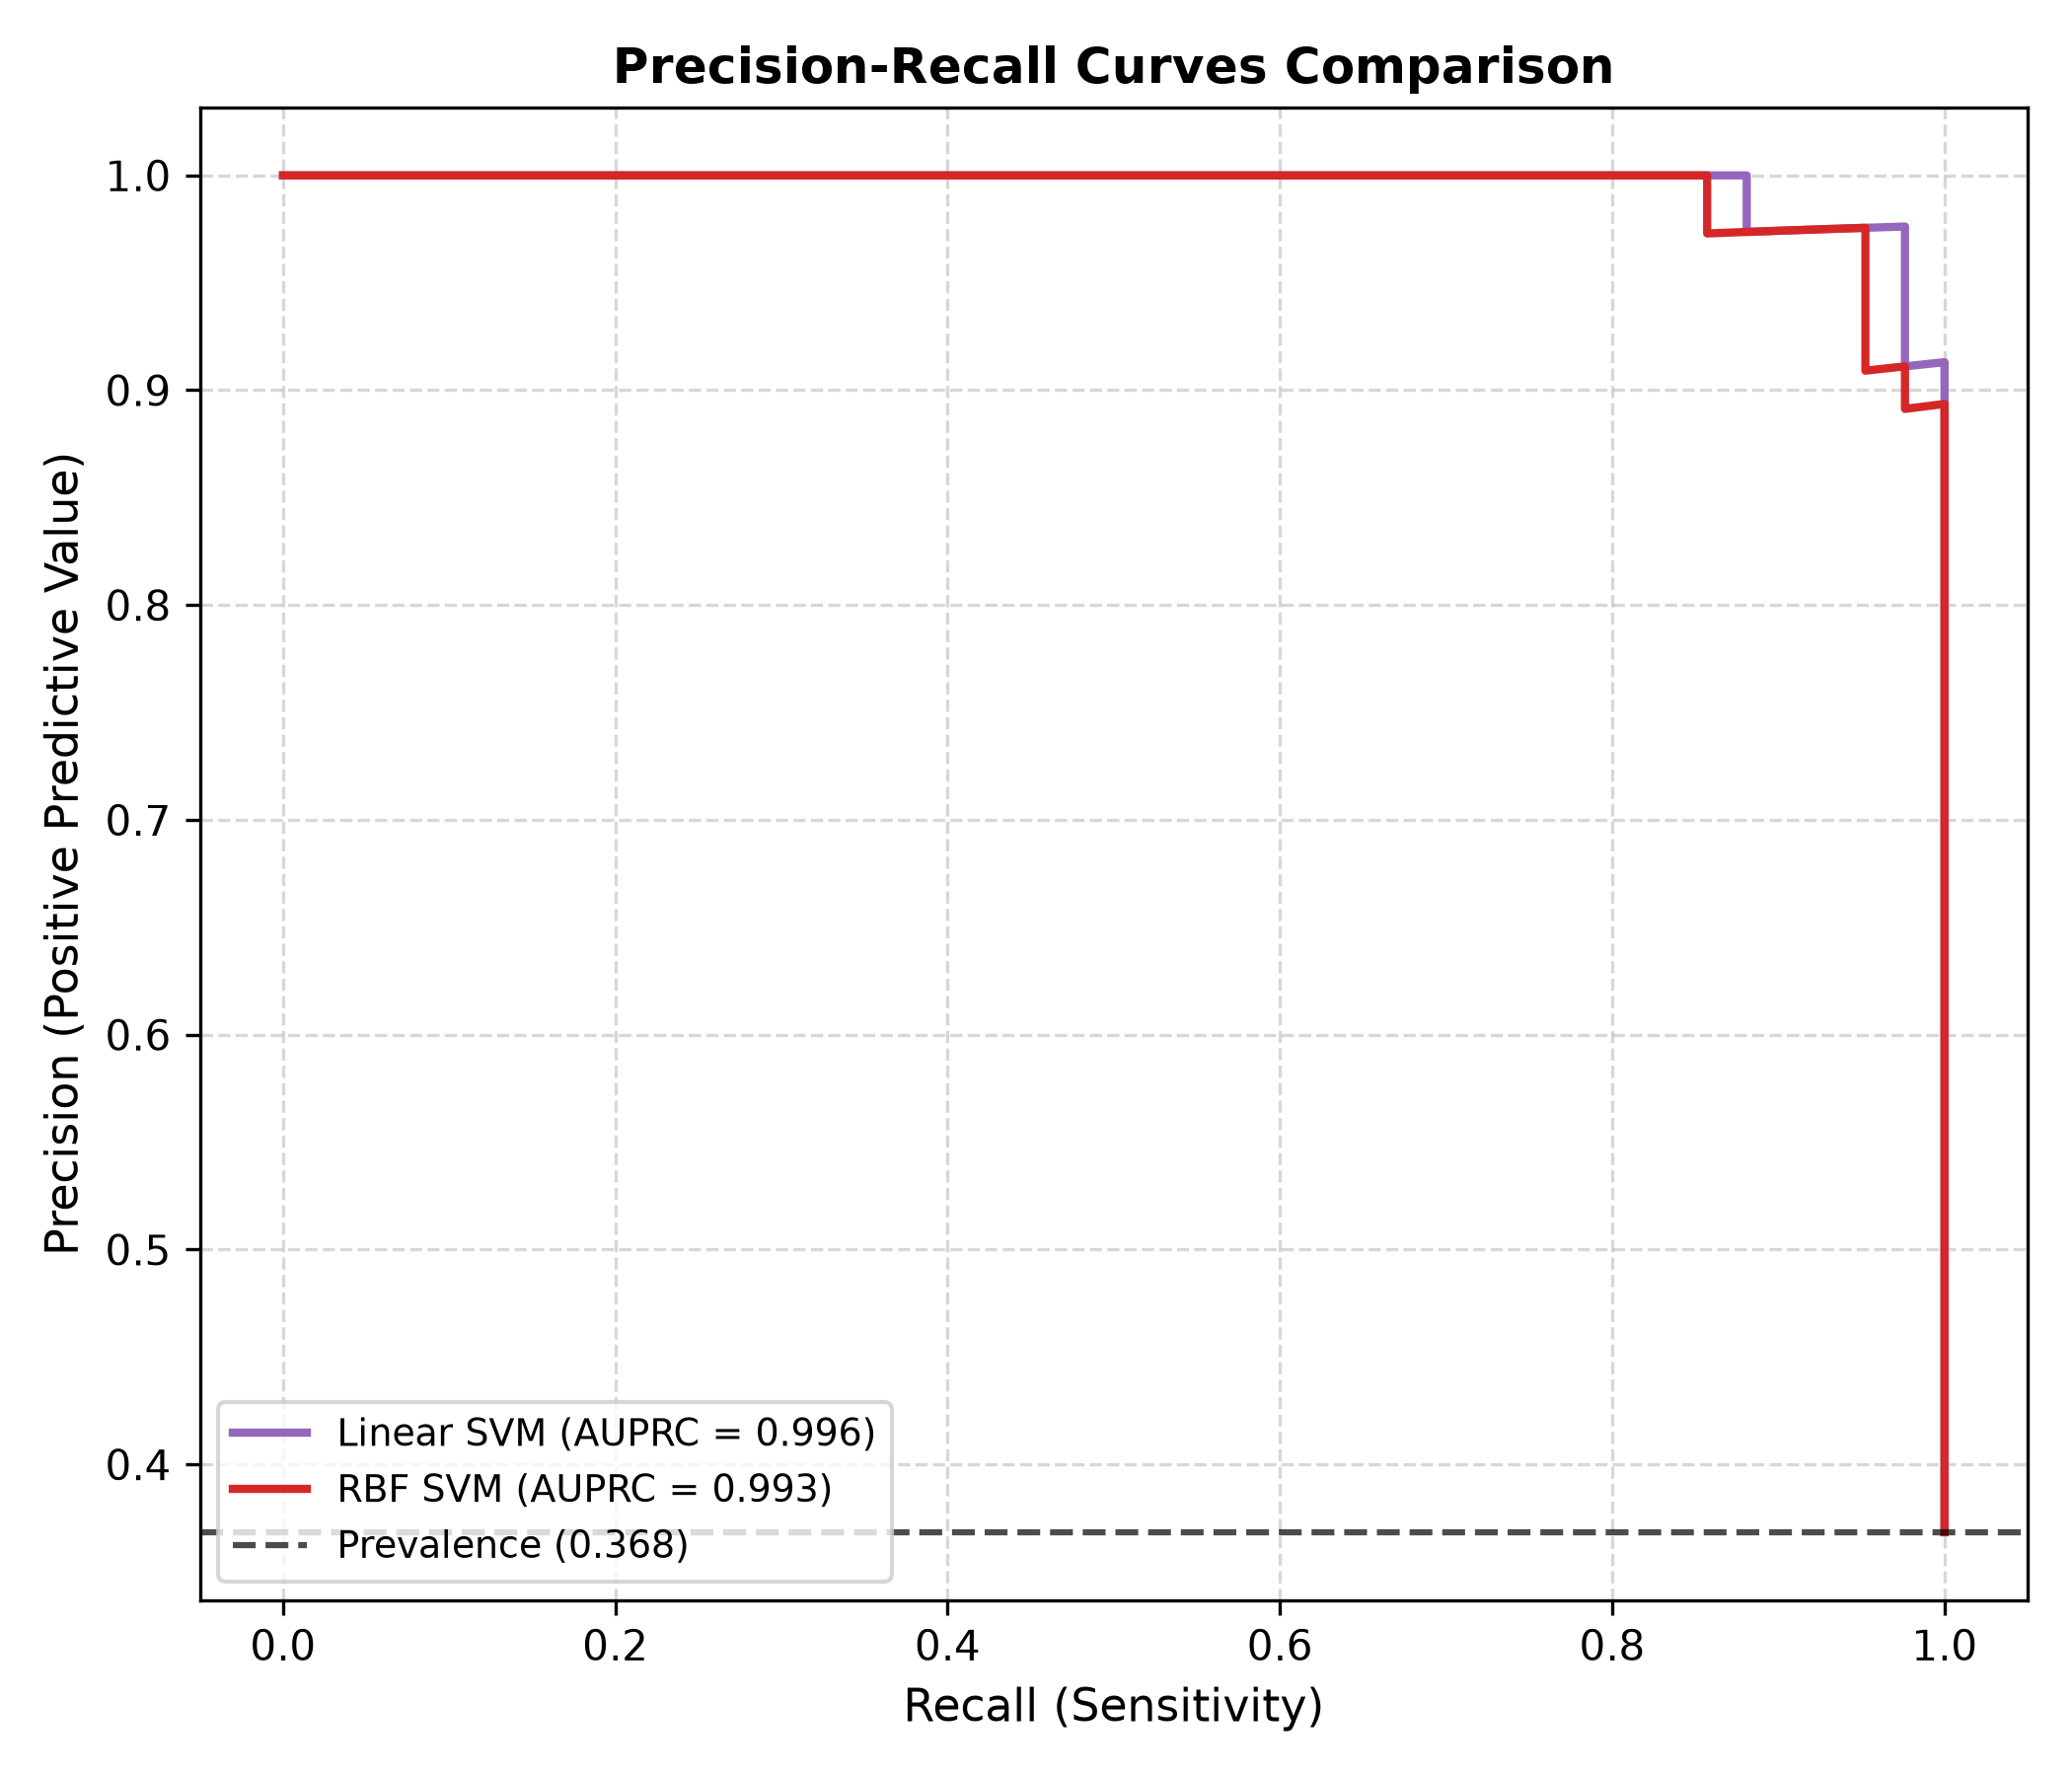 Precision-Recall Curves Comparison
Precision (Positive Predictive Value)
1.0
0.9
0.8
0.7
0.6
0.5
0.4
Linear SVM (AUPRC = 0.996)
RBF SVM (AUPRC = 0.993)
Prevalence (0.368)
0.0 0.2 0.4 0.6 0.8 1.0
Recall (Sensitivity)